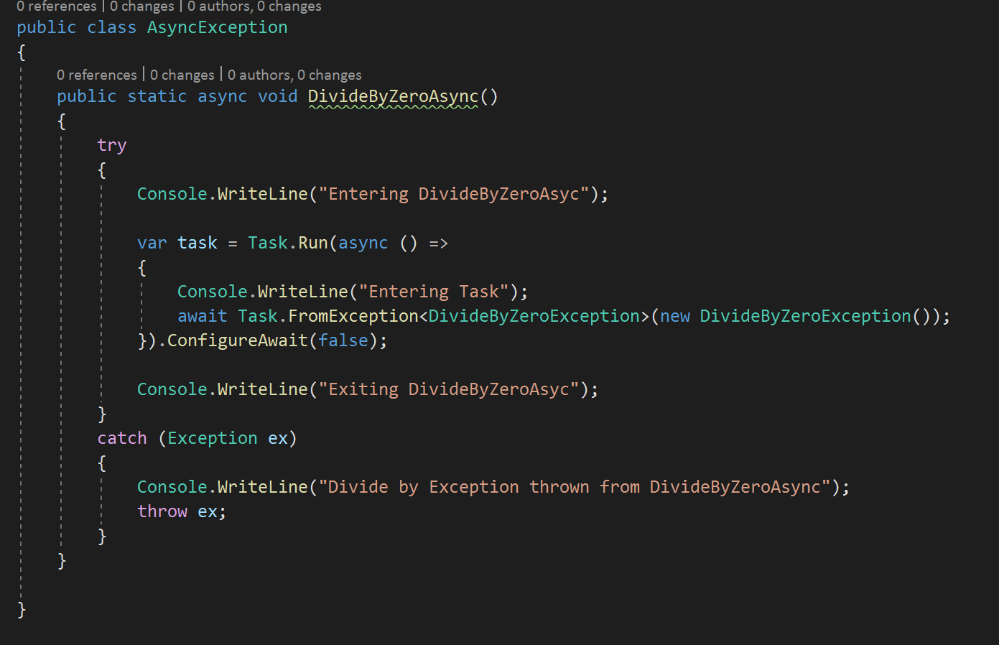 0 references | 0 changes | 0 authors, 0 changes
public class AsyncException
{
0 references | 0 changes | 0 authors, 0 changes
public static async void DivideByZeroAsync()
{
try
{
Console.WriteLine("Entering DivideByZeroAsyc");
var task = Task.Run(async () =>
{
Console.WriteLine("Entering Task");
await Task.FromException<DivideByZeroException>(new DivideByZeroException());
}).ConfigureAwait(false);
Console.WriteLine("Exiting DivideByZeroAsyc");
}
catch (Exception ex)
{
Console.WriteLine("Divide by Exception thrown from DivideByZeroAsync");
throw ex;
}
}
}